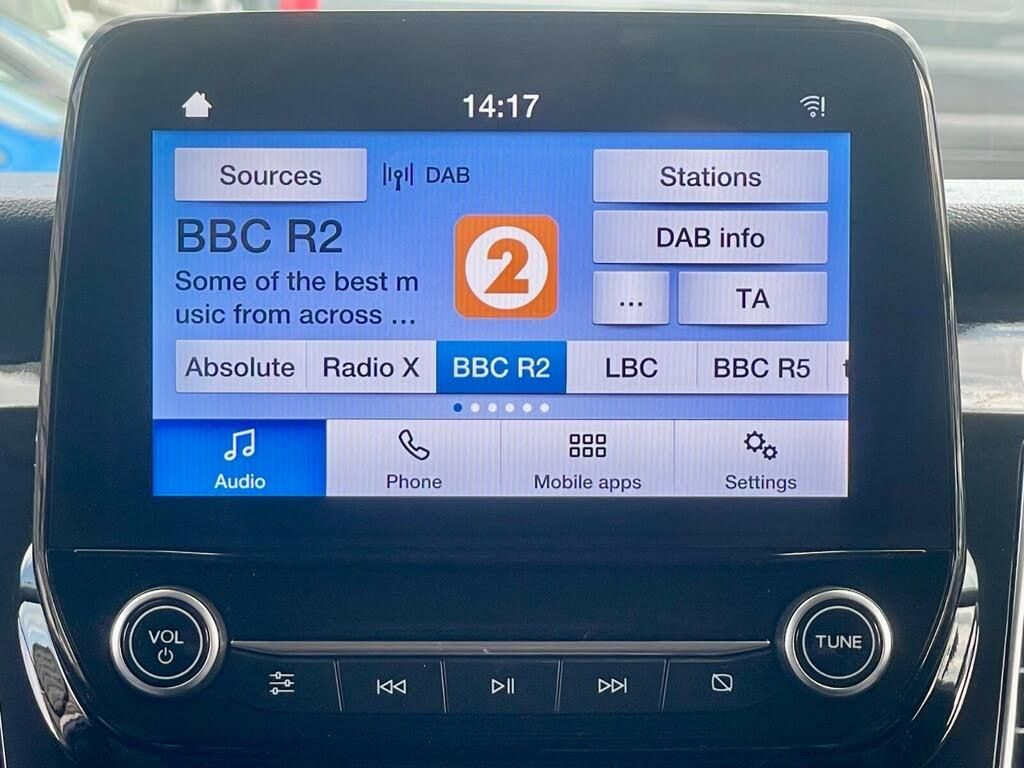 14:17
Sources
DAB
Stations
BBC R2
2
DAB info
Some of the best m
usic from across ...
...
TA
Absolute
Radio X
BBC R2
LBC
BBC R5
Audio
Phone
Mobile apps
Settings
VOL
TUNE